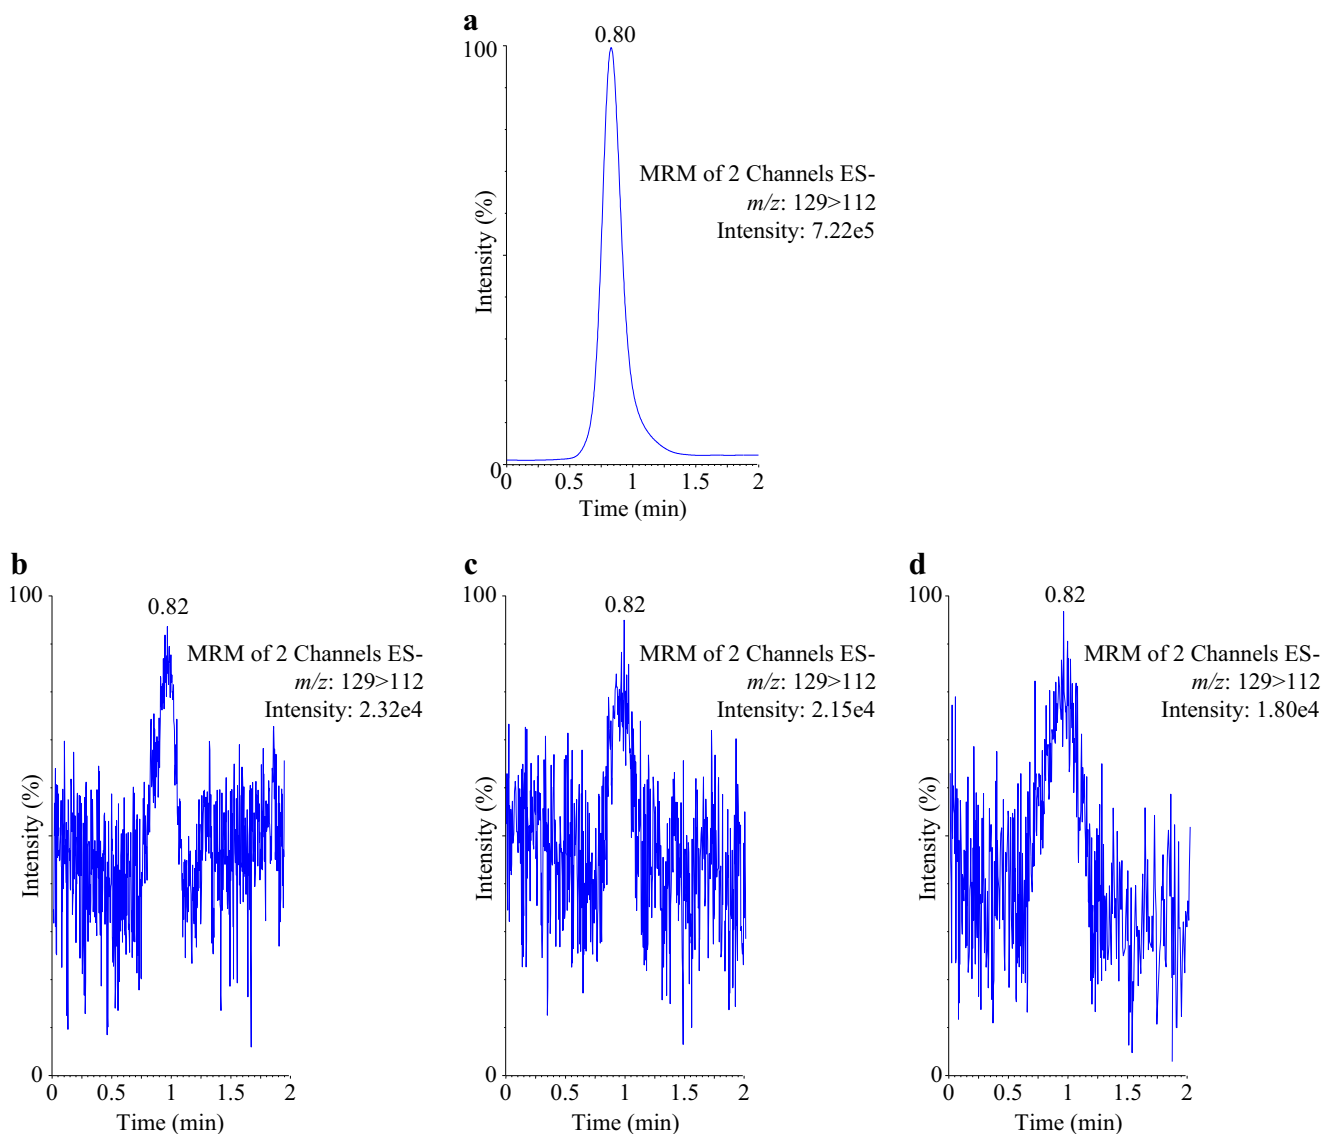 a
0.80
100
MRM of 2 Channels ES-
m/z: 129>112
Intensity: 7.22e5
Intensity (%)
0
0 0.5 1 1.5 2
Time (min)
b
100
0.82
MRM of 2 Channels ES-
m/z: 129>112
Intensity: 2.32e4
Intensity (%)
0
0 0.5 1 1.5 2
Time (min)
c
100
0.82
MRM of 2 Channels ES-
m/z: 129>112
Intensity: 2.15e4
Intensity (%)
0
0 0.5 1 1.5 2
Time (min)
d
100
0.82
MRM of 2 Channels ES-
m/z: 129>112
Intensity: 1.80e4
Intensity (%)
0
0 0.5 1 1.5 2
Time (min)